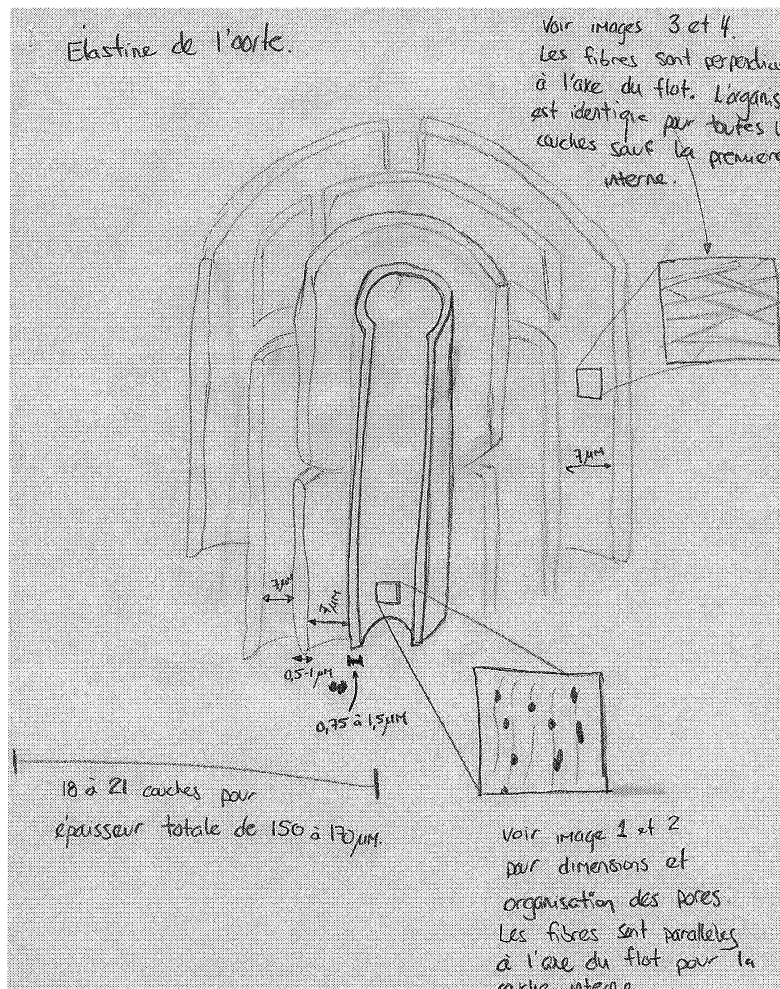 Elastine de l'aorte.
Voir images 3 et 4.
Les fibres sont perpendicu
à l'axe du flot. L'organis
est identique pour toutes l
couches sauf la première
interne.
7μm
7μm
7μm
0,5-1μm
0,75 à 1,5μm
18 à 21 couches pour
épaisseur totale de 150 à 170μm.
Voir image 1 et 2
pour dimensions et
organisation des pores.
Les fibres sont parallèles
à l'axe du flot pour la
couche interne